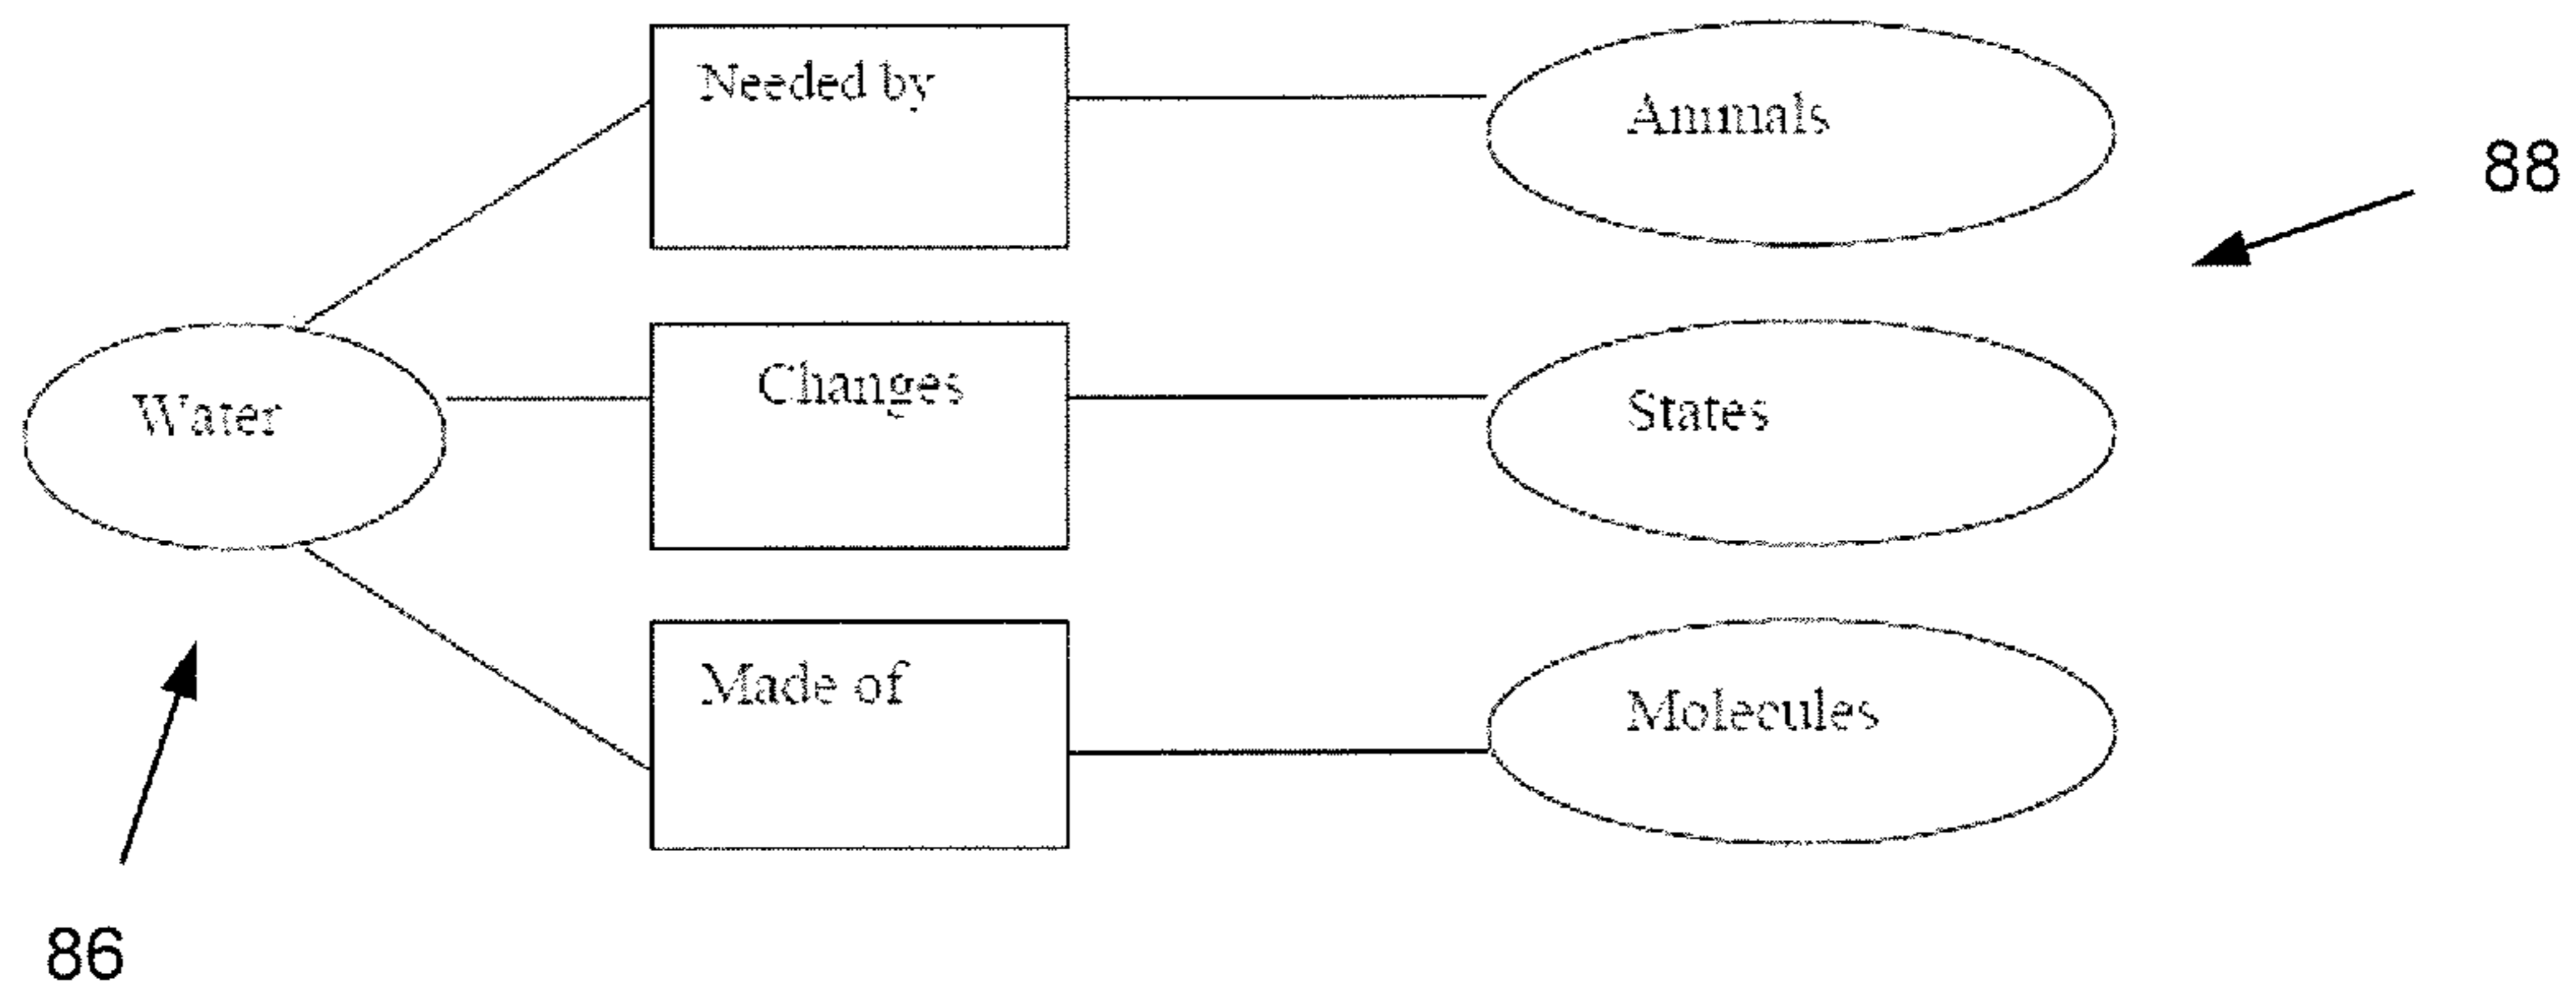 Needed by
Animals
88
Water
Changes
States
Made of
Molecules
86